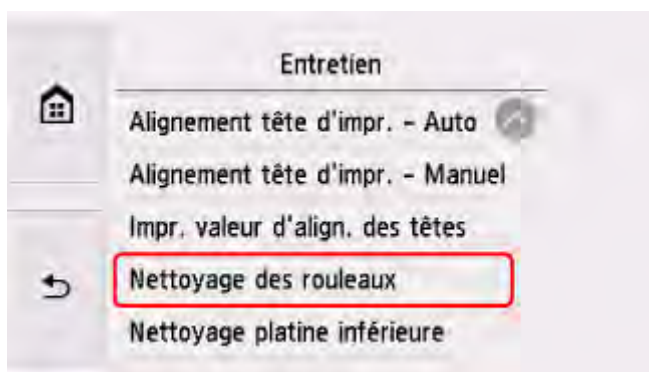 Entretien
Alignement tête d'impr. - Auto
Alignement tête d'impr. - Manuel
Impr. valeur d'align. des têtes
Nettoyage des rouleaux
Nettoyage platine inférieure